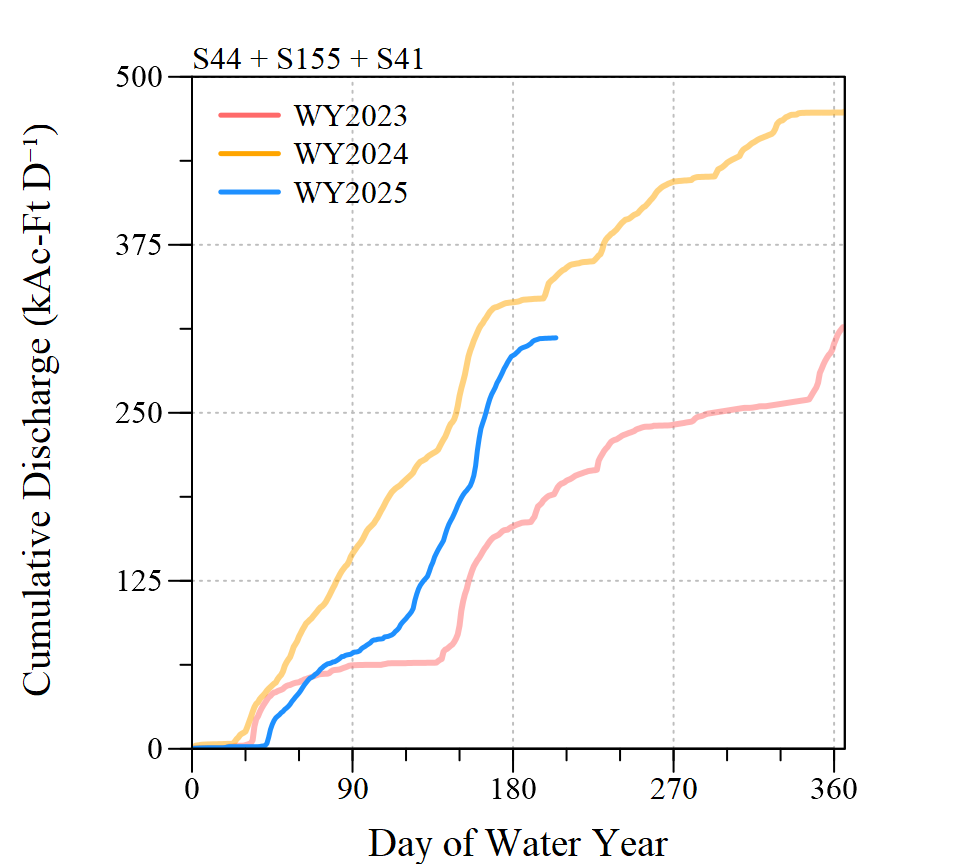 S44 + S155 + S41
500
375
250
125
0
Cumulative Discharge (kAc-Ft D⁻¹)
WY2023
WY2024
WY2025
0 90 180 270 360
Day of Water Year